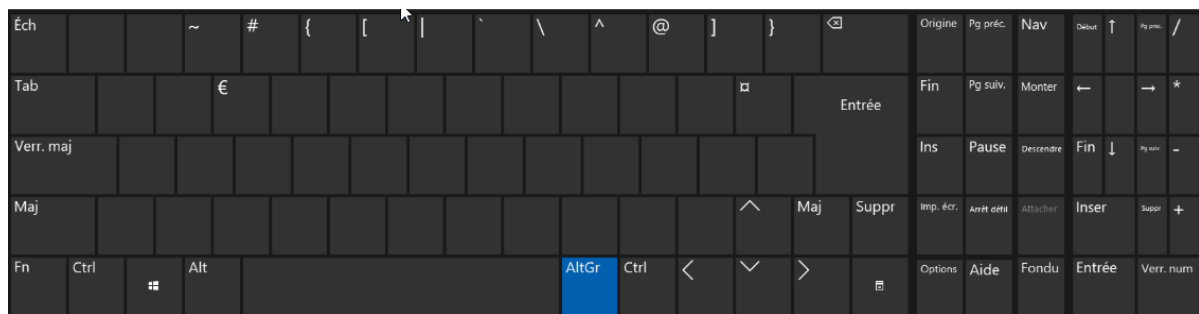 Éch ~ # { [ | ` \ ^ @ ] } Origine Pg préc. Nav Début ↑ Pg préc. /
Tab € ¤ Entrée Fin Pg suiv. Monter ← → *
Verr. maj Ins Pause Descendre Fin ↓ Pg suiv. -
Maj Maj Suppr Imp. écr. Arrêt défil Attacher Inser Suppr +
Fn Ctrl Alt AltGr Ctrl Options Aide Fondu Entrée Verr. num